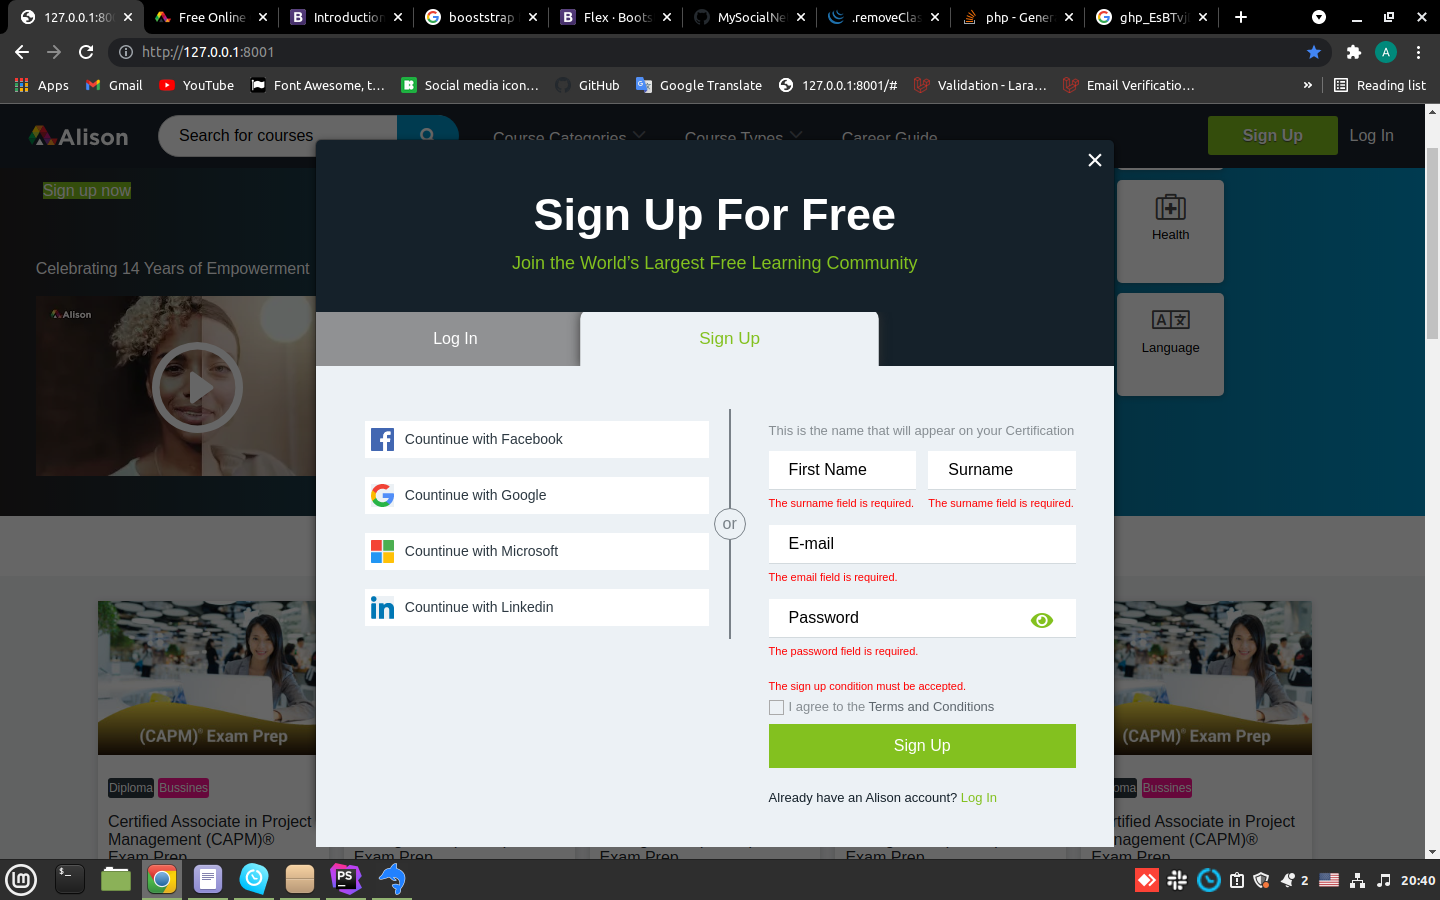 127.0.0.1:80
Free Online
Introduction
booststrap
Flex · Boots
MySocialNe
.removeClas
php - Gener
ghp_EsBTvj
http://127.0.0.1:8001
A
Apps
Gmail
YouTube
Font Awesome, t...
Social media icon...
GitHub
Google Translate
127.0.0.1:8001/#
Validation - Lara...
Email Verificatio...
»
Reading list
Alison
Search for courses
Course Categories
Course Types
Career Guide
Sign Up
Log In
Sign up now
Celebrating 14 Years of Empowerment
Alison
Health
Language
Sign Up For Free
Join the World's Largest Free Learning Community
Log In
Sign Up
Countinue with Facebook
Countinue with Google
Countinue with Microsoft
Countinue with Linkedin
or
This is the name that will appear on your Certification
First Name
Surname
The surname field is required.
The surname field is required.
E-mail
The email field is required.
Password
The password field is required.
The sign up condition must be accepted.
I agree to the Terms and Conditions
Sign Up
Already have an Alison account? Log In
(CAPM)® Exam Prep
(CAPM)® Exam Prep
Diploma
Bussines
oma
Bussines
Certified Associate in Project
Management (CAPM)®
Exam Prep
Exam Prep
Exam Prep
Exam Prep
rtified Associate in Project
nagement (CAPM)®
Exam Prep
$_
PS
2
20:40